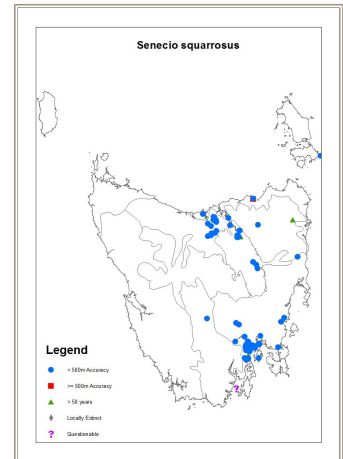 Senecio squarrosus
?
Legend
< 500m Accuracy
>= 500m Accuracy
> 50 years
Locally Extinct
? Questionable